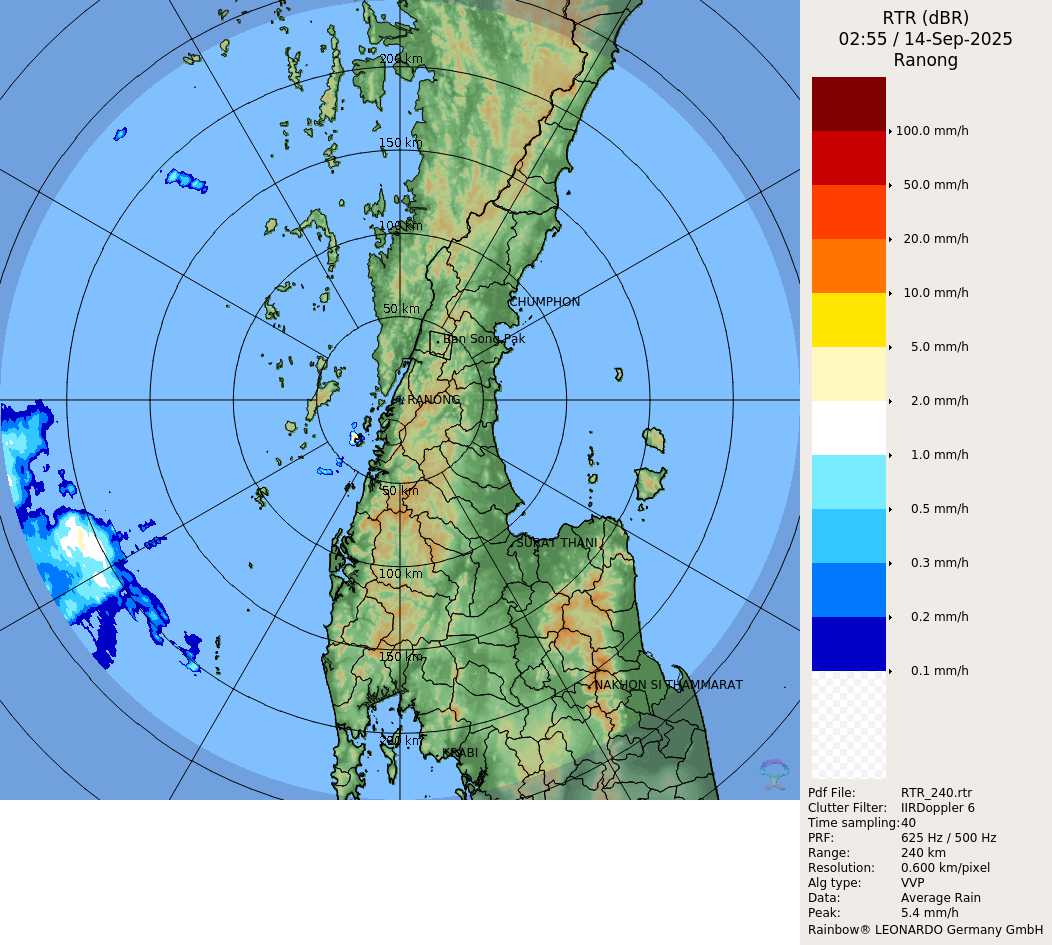 RTR (dBR)
02:55 / 14-Sep-2025
Ranong
100.0 mm/h
50.0 mm/h
20.0 mm/h
10.0 mm/h
5.0 mm/h
2.0 mm/h
1.0 mm/h
0.5 mm/h
0.3 mm/h
0.2 mm/h
0.1 mm/h
Pdf File: RTR_240.rtr
Clutter Filter: IIRDoppler 6
Time sampling:40
PRF: 625 Hz / 500 Hz
Range: 240 km
Resolution: 0.600 km/pixel
Alg type: VVP
Data: Average Rain
Peak: 5.4 mm/h
Rainbow® LEONARDO Germany GmbH
200 km
150 km
100 km
CHUMPHON
50 km
Ban Song Pak
RANONG
50 km
SURAT THANI
100 km
150 km
NAKHON SI THAMMARAT
200 km
KRABI